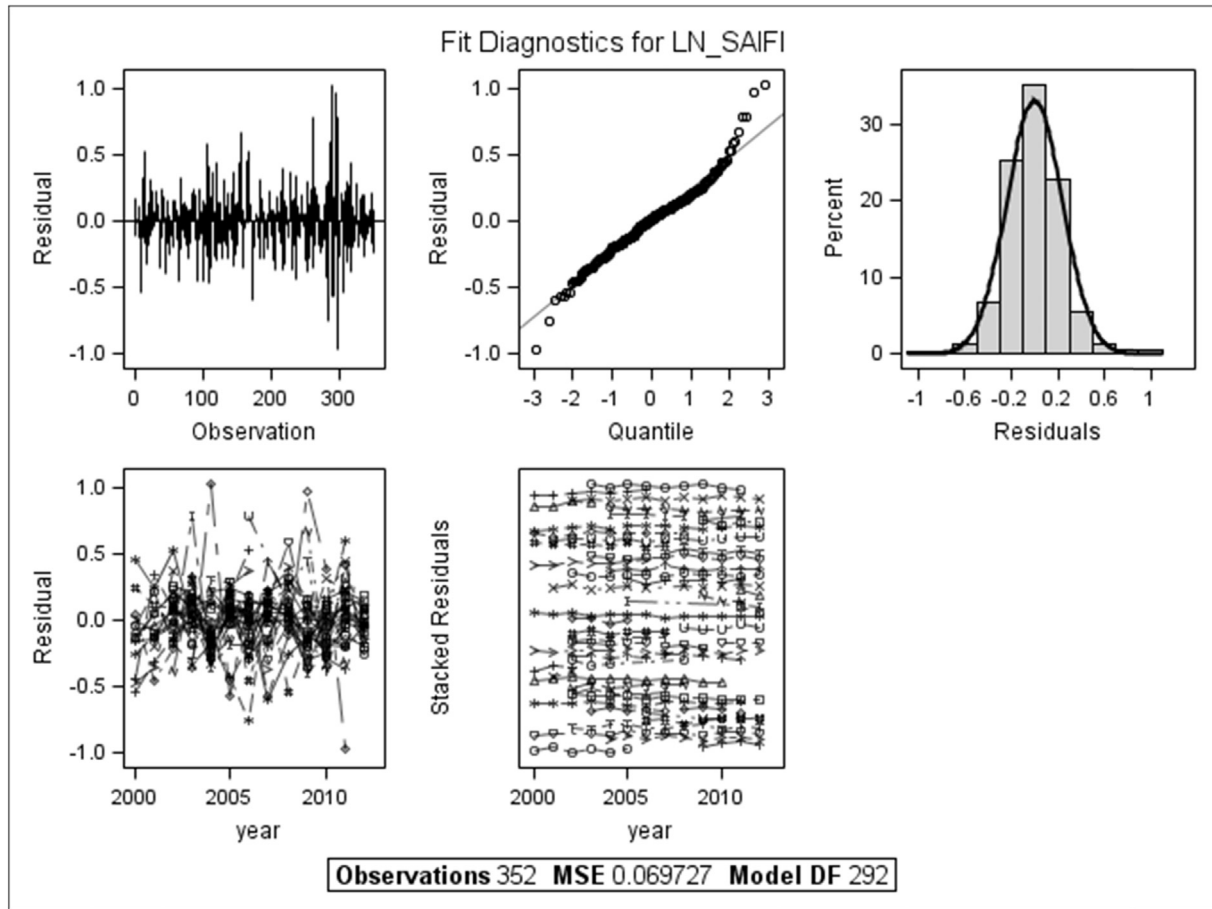 Fit Diagnostics for LN_SAIFI
1.0
0.5
0.0
-0.5
-1.0
Residual
0 100 200 300
Observation
1.0
0.5
0.0
-0.5
-1.0
Residual
-3 -2 -1 0 1 2 3
Quantile
30
20
10
0
Percent
-1 -0.6 -0.2 0.2 0.6 1
Residuals
1.0
0.5
0.0
-0.5
-1.0
Residual
2000 2005 2010
year
Stacked Residuals
2000 2005 2010
year
Observations 352 MSE 0.069727 Model DF 292